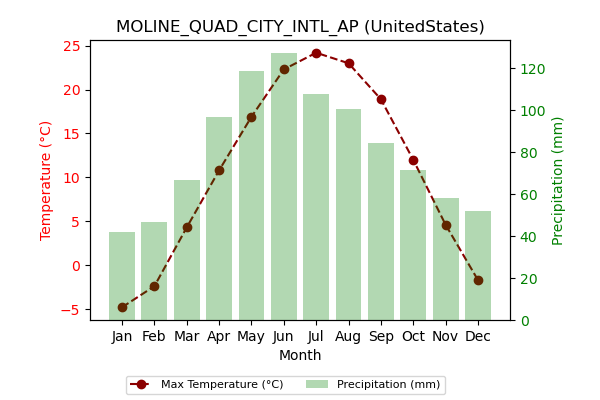 MOLINE_QUAD_CITY_INTL_AP (UnitedStates)
25
20
15
10
5
0
−5
Temperature (°C)
120
100
80
60
40
20
0
Precipitation (mm)
Jan Feb Mar Apr May Jun Jul Aug Sep Oct Nov Dec
Month
Max Temperature (°C) Precipitation (mm)